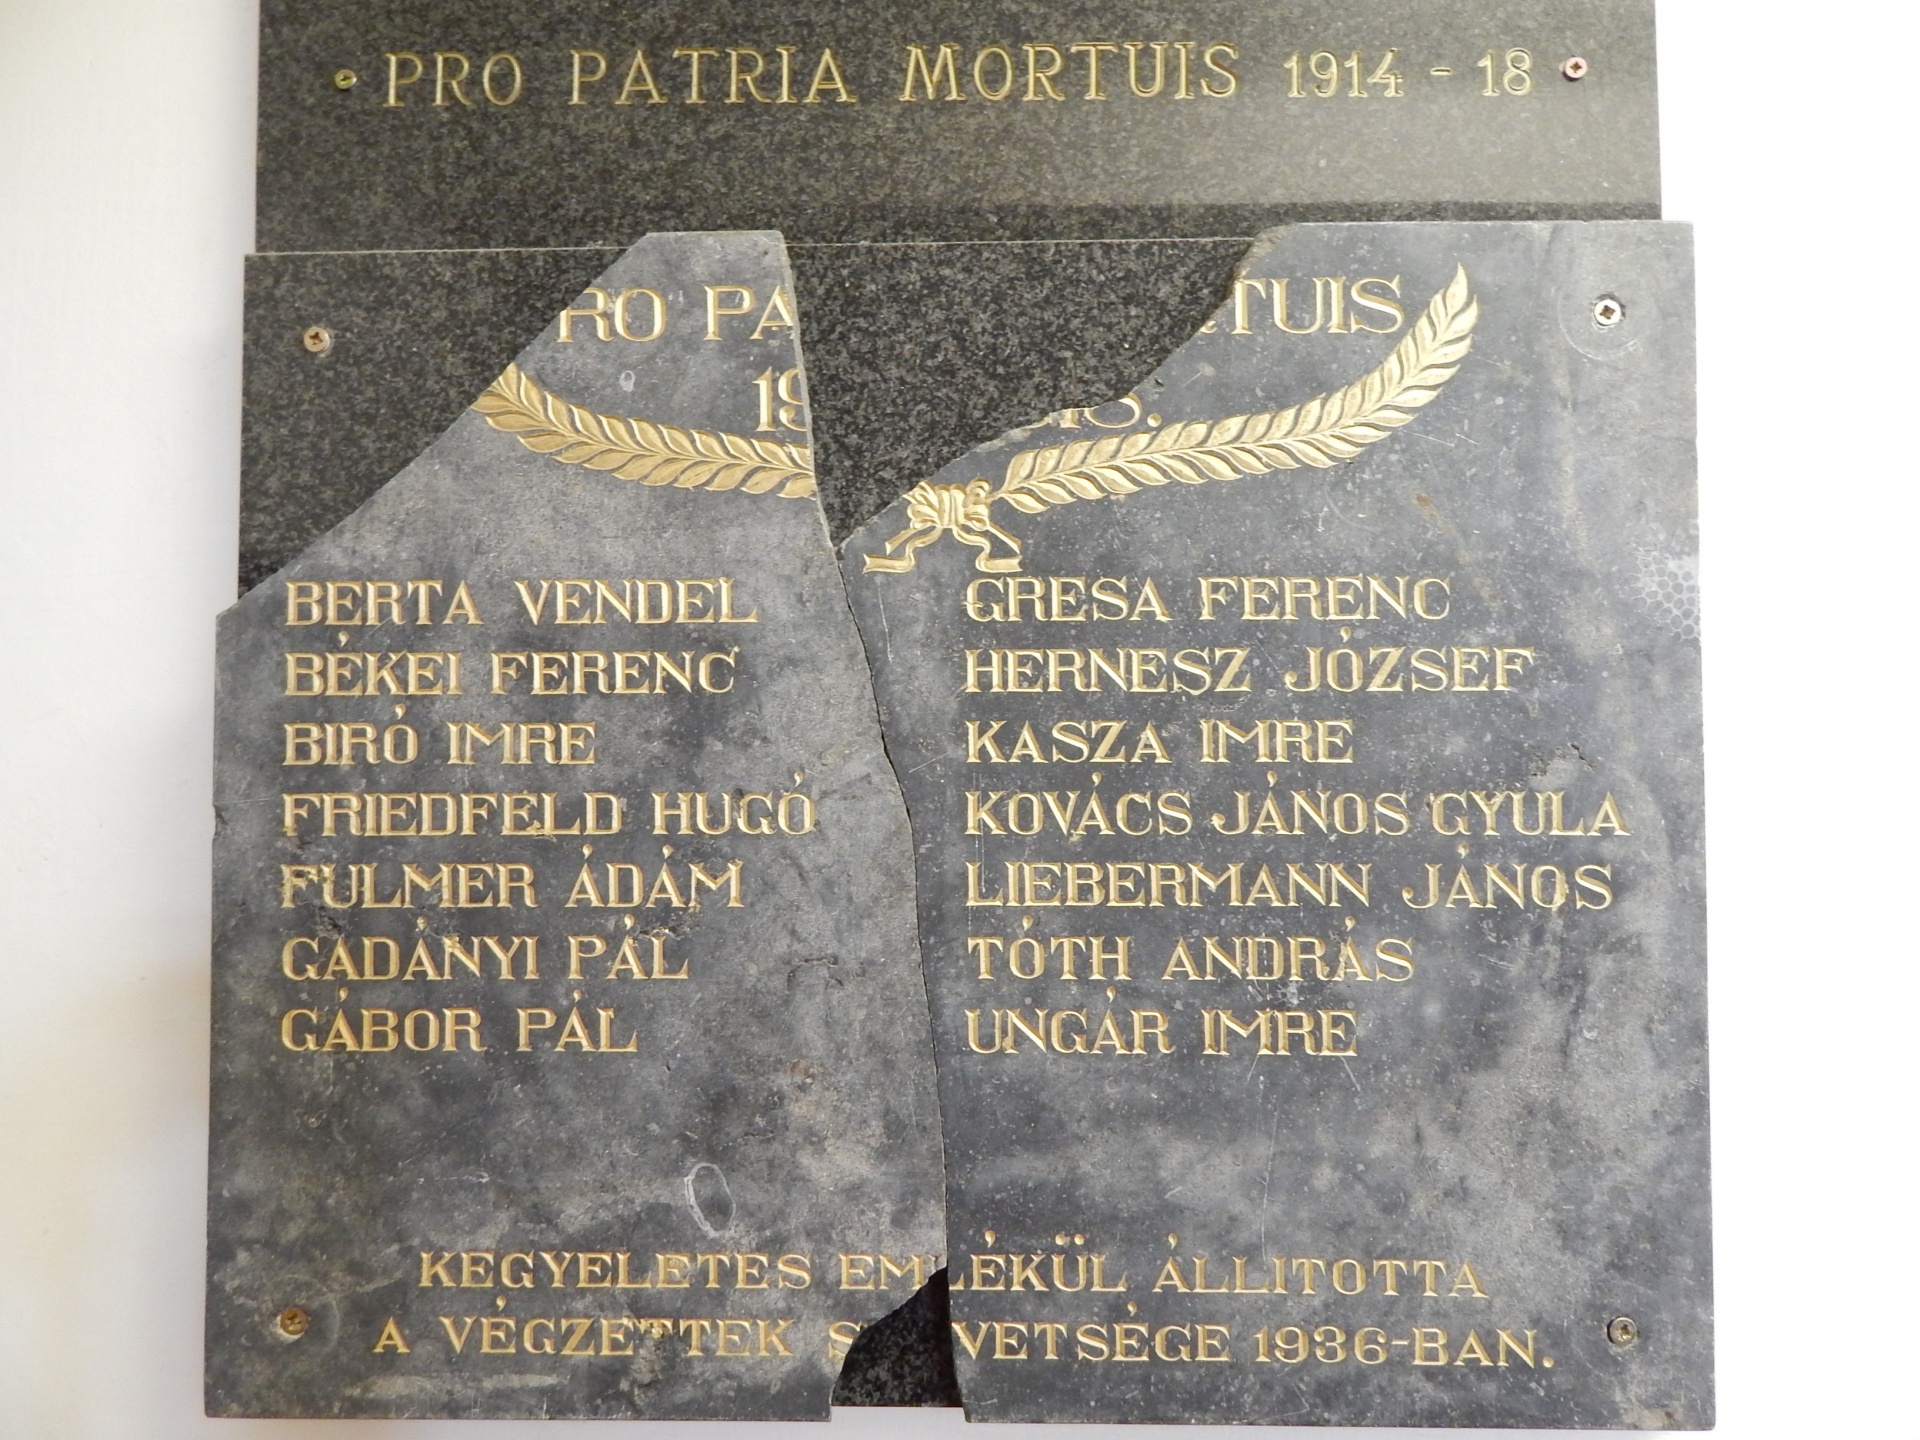 PRO PATRIA MORTUIS 1914 - 18
RO PA TUIS
19 18.
BERTA VENDEL
BÉKEI FERENC
BIRÓ IMRE
FRIEDFELD HUGÓ
FULMER ÁDÁM
GADÁNYI PÁL
GÁBOR PÁL
GRESA FERENC
HERNESZ JÓZSEF
KASZA IMRE
KOVÁCS JÁNOS GYULA
LIEBERMANN JÁNOS
TÓTH ANDRÁS
UNGÁR IMRE
KEGYELETES EMLÉKÜL ÁLLITOTTA
A VÉGZETTEK S VETSÉGE 1936-BAN.